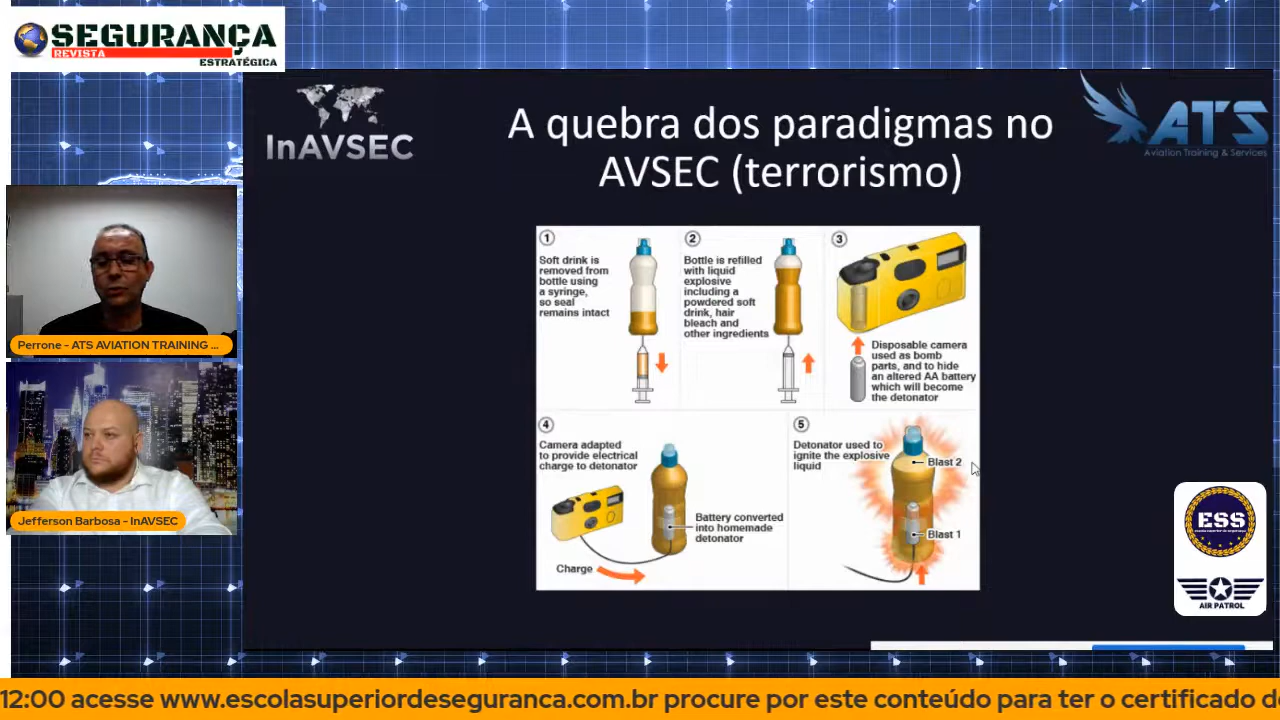 SEGURANÇA
REVISTA
ESTRATÉGICA
InAVSEC
A quebra dos paradigmas no
AVSEC (terrorismo)
ATS
Aviation Training & Services
1
Soft drink is
removed from
bottle using
a syringe,
so seal
remains intact
2
Bottle is refilled
with liquid
explosive
including a
powdered soft
drink, hair
bleach and
other ingredients
3
Disposable camera
used as bomb
parts, and to hide
an altered AA battery
which will become
the detonator
4
Camera adapted
to provide electrical
charge to detonator
Battery converted
into homemade
detonator
Charge
5
Detonator used to
ignite the explosive
liquid
Blast 2
Blast 1
Perrone - ATS AVIATION TRAINING ...
Jefferson Barbosa - InAVSEC
ESS
AIR PATROL
12:00 acesse www.escolasuperiordeseguranca.com.br procure por este conteúdo para ter o certificado de